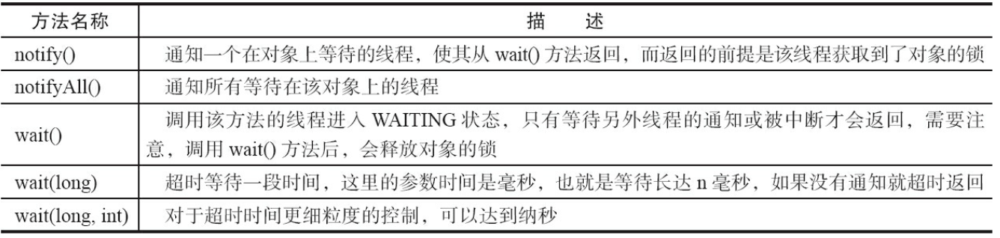 方法名称 描 述
notify() 通知一个在对象上等待的线程，使其从 wait() 方法返回，而返回的前提是该线程获取到了对象的锁
notifyAll() 通知所有等待在该对象上的线程
wait() 调用该方法的线程进入 WAITING 状态，只有等待另外线程的通知或被中断才会返回，需要注
意，调用 wait() 方法后，会释放对象的锁
wait(long) 超时等待一段时间，这里的参数时间是毫秒，也就是等待长达 n 毫秒，如果没有通知就超时返回
wait(long, int) 对于超时时间更细粒度的控制，可以达到纳秒